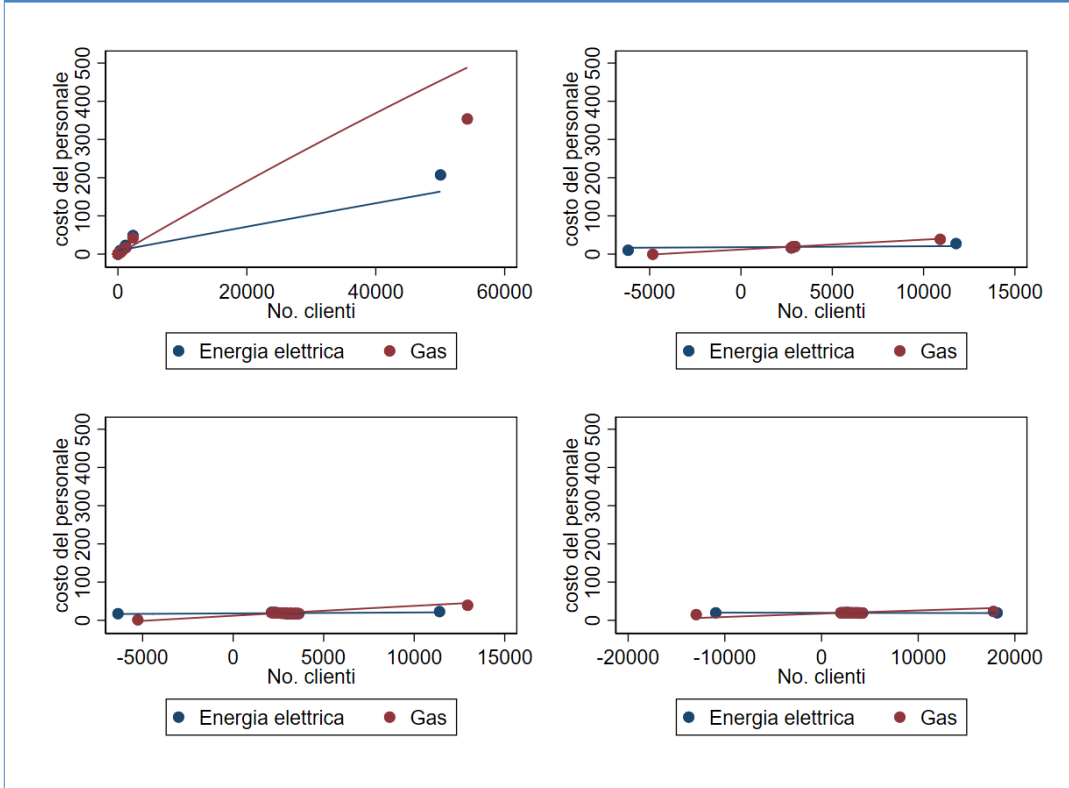 costo del personale
0 100 200 300 400 500
0 20000 40000 60000
No. clienti
Energia elettrica Gas
costo del personale
0 100 200 300 400 500
-5000 0 5000 10000 15000
No. clienti
Energia elettrica Gas
costo del personale
0 100 200 300 400 500
-5000 0 5000 10000 15000
No. clienti
Energia elettrica Gas
costo del personale
0 100 200 300 400 500
-20000 -10000 0 10000 20000
No. clienti
Energia elettrica Gas